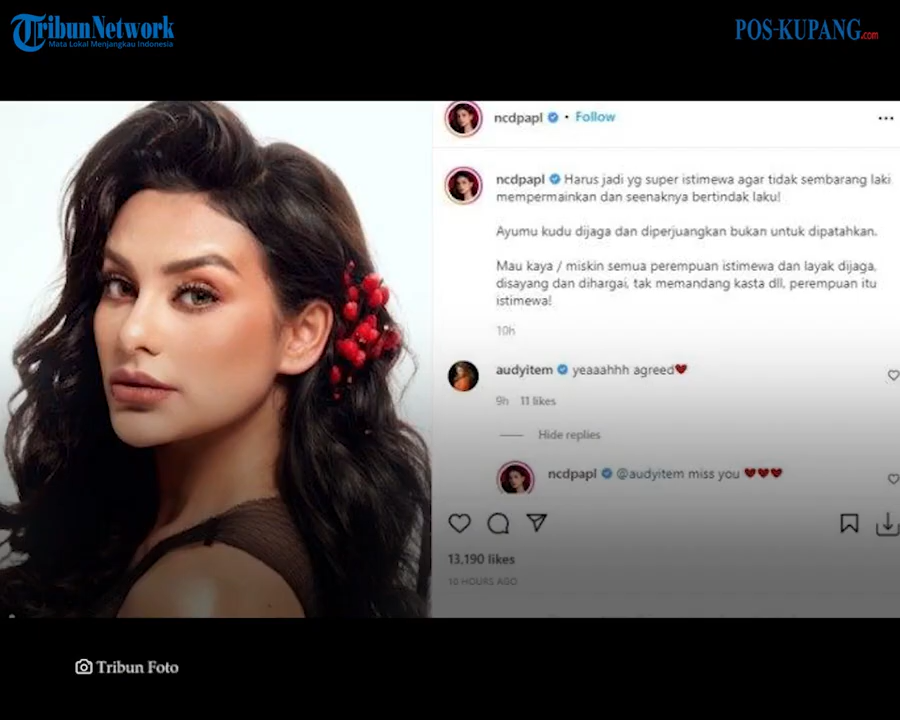 TribunNetwork
Mata Lokal Menjangkau Indonesia
POS-KUPANG.com
ncdpapl • Follow
ncdpapl Harus jadi yg super istimewa agar tidak sembarang laki
mempermainkan dan seenaknya bertindak laku!
Ayumu kudu dijaga dan diperjuangkan bukan untuk dipatahkan.
Mau kaya / miskin semua perempuan istimewa dan layak dijaga,
disayang dan dihargai, tak memandang kasta dll, perempuan itu
istimewa!
10h
audyitem yeaaahhh agreed
9h 11 likes
Hide replies
ncdpapl @audyitem miss you
13,190 likes
10 HOURS AGO
Tribun Foto